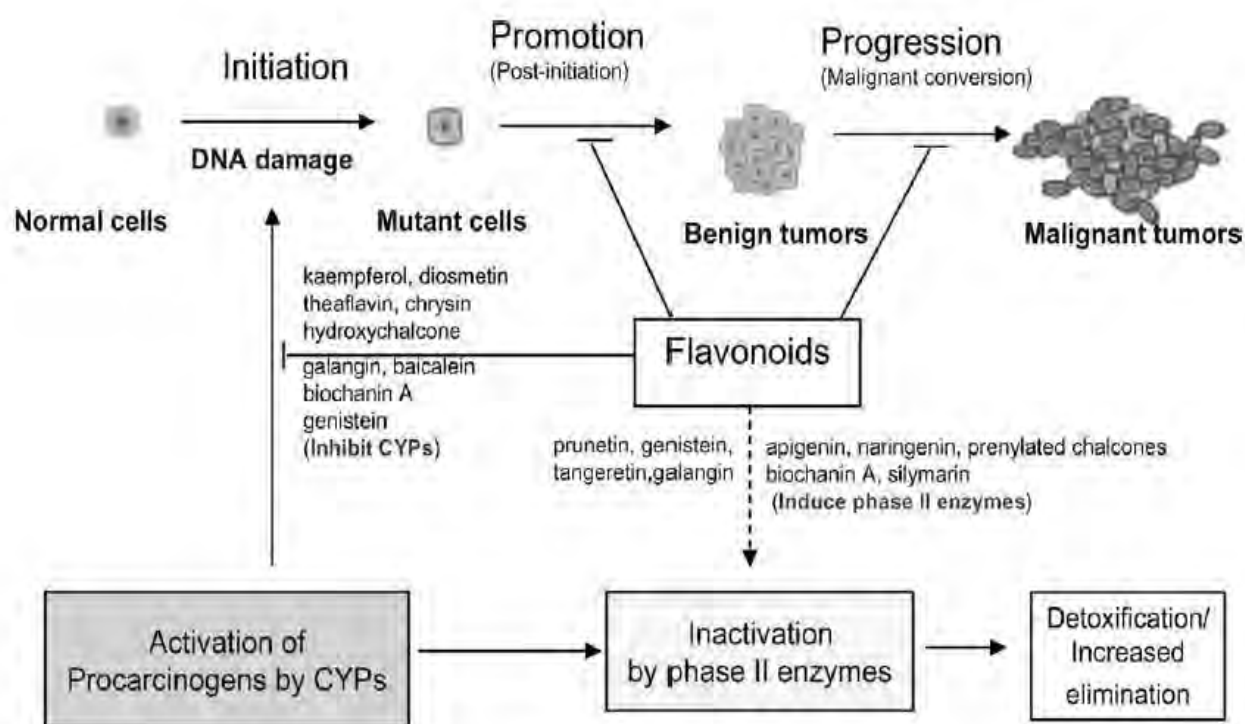 Initiation
Promotion
(Post-initiation)
Progression
(Malignant conversion)
DNA damage
Normal cells
Mutant cells
Benign tumors
Malignant tumors
kaempferol, diosmetin
theaflavin, chrysin
hydroxychalcone
galangin, baicalein
biochanin A
genistein
(Inhibit CYPs)
Flavonoids
prunetin, genistein,
tangeretin,galangin
apigenin, naringenin, prenylated chalcones
biochanin A, silymarin
(Induce phase II enzymes)
Activation of
Procarcinogens by CYPs
Inactivation
by phase II enzymes
Detoxification/
Increased
elimination